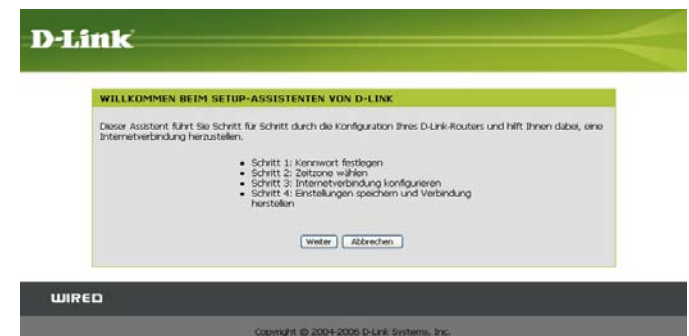 D-Link
WILLKOMMEN BEIM SETUP-ASSISTENTEN VON D-LINK
Dieser Assistent führt Sie Schritt für Schritt durch die Konfiguration Ihres D-Link-Routers und hilft Ihnen dabei, eine
Internetverbindung herzustellen.
• Schritt 1: Kennwort festlegen
• Schritt 2: Zeitzone wählen
• Schritt 3: Internetverbindung konfigurieren
• Schritt 4: Einstellungen speichern und Verbindung
herstellen
Weiter Abbrechen
WIRED
Copyright © 2004-2006 D-Link Systems, Inc.